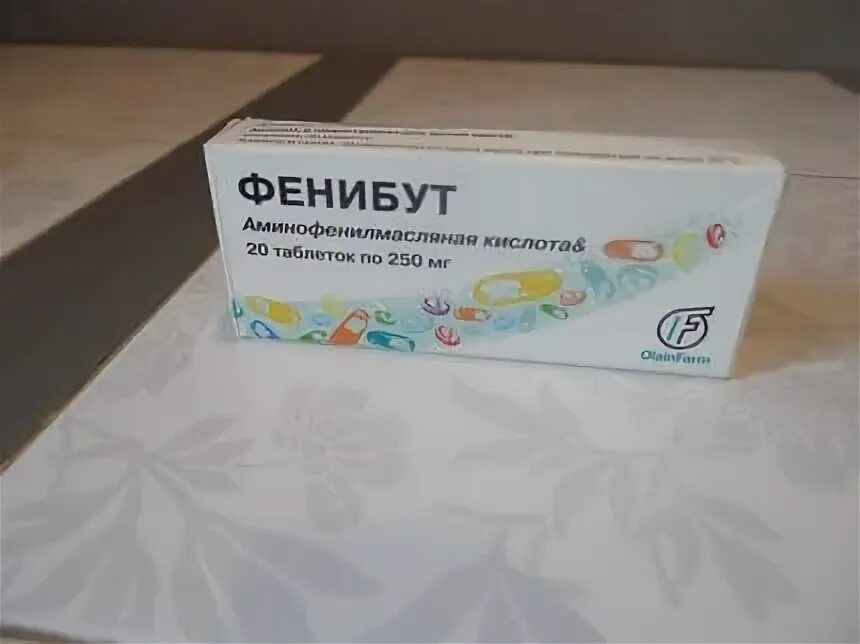 ФЕНИБУТ
Аминофенилмасляная кислота&
20 таблеток по 250 мг
OlainFarm